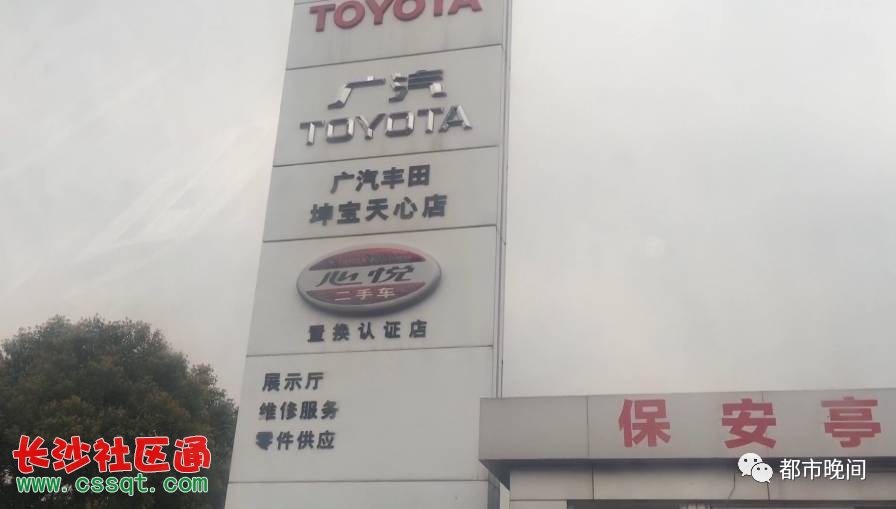 TOYOTA
广汽
TOYOTA
广汽丰田
坤宝天心店
心悦
二手车
置换认证店
展示厅
维修服务
零件供应
保安亭
长沙社区通
www.cssqt.com
都市晚间